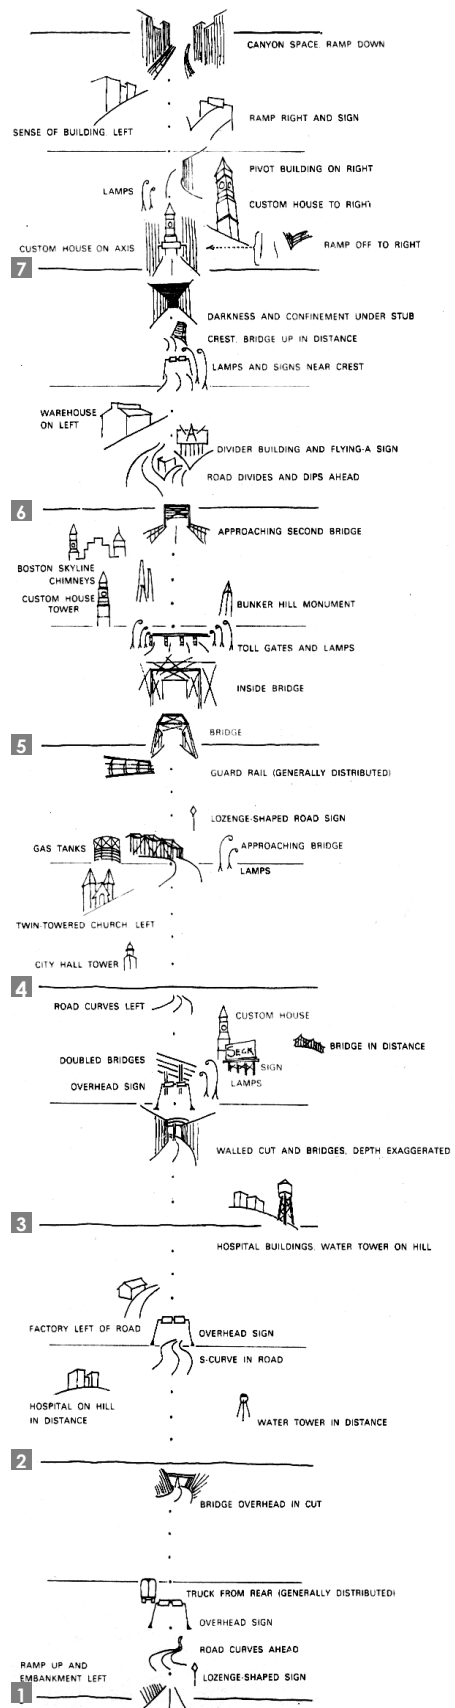 CANYON SPACE, RAMP DOWN
SENSE OF BUILDING, LEFT
RAMP RIGHT AND SIGN
PIVOT BUILDING ON RIGHT
LAMPS
CUSTOM HOUSE TO RIGHT
CUSTOM HOUSE ON AXIS
RAMP OFF TO RIGHT
7
DARKNESS AND CONFINEMENT UNDER STUB
CREST, BRIDGE UP IN DISTANCE
LAMPS AND SIGNS NEAR CREST
WAREHOUSE
ON LEFT
DIVIDER BUILDING AND FLYING-A SIGN
ROAD DIVIDES AND DIPS AHEAD
6
APPROACHING SECOND BRIDGE
BOSTON SKYLINE
CHIMNEYS
CUSTOM HOUSE
TOWER
BUNKER HILL MONUMENT
TOLL GATES AND LAMPS
INSIDE BRIDGE
BRIDGE
5
GUARD RAIL (GENERALLY DISTRIBUTED)
LOZENGE-SHAPED ROAD SIGN
GAS TANKS
APPROACHING BRIDGE
LAMPS
TWIN-TOWERED CHURCH LEFT
CITY HALL TOWER
4
ROAD CURVES LEFT
CUSTOM HOUSE
BRIDGE IN DISTANCE
DOUBLED BRIDGES
SIGN
OVERHEAD SIGN
LAMPS
WALLED CUT AND BRIDGES, DEPTH EXAGGERATED
3
HOSPITAL BUILDINGS, WATER TOWER ON HILL
FACTORY LEFT OF ROAD
OVERHEAD SIGN
S-CURVE IN ROAD
HOSPITAL ON HILL
IN DISTANCE
WATER TOWER IN DISTANCE
2
BRIDGE OVERHEAD IN CUT
TRUCK FROM REAR (GENERALLY DISTRIBUTED)
OVERHEAD SIGN
ROAD CURVES AHEAD
RAMP UP AND
EMBANKMENT LEFT
LOZENGE-SHAPED SIGN
1